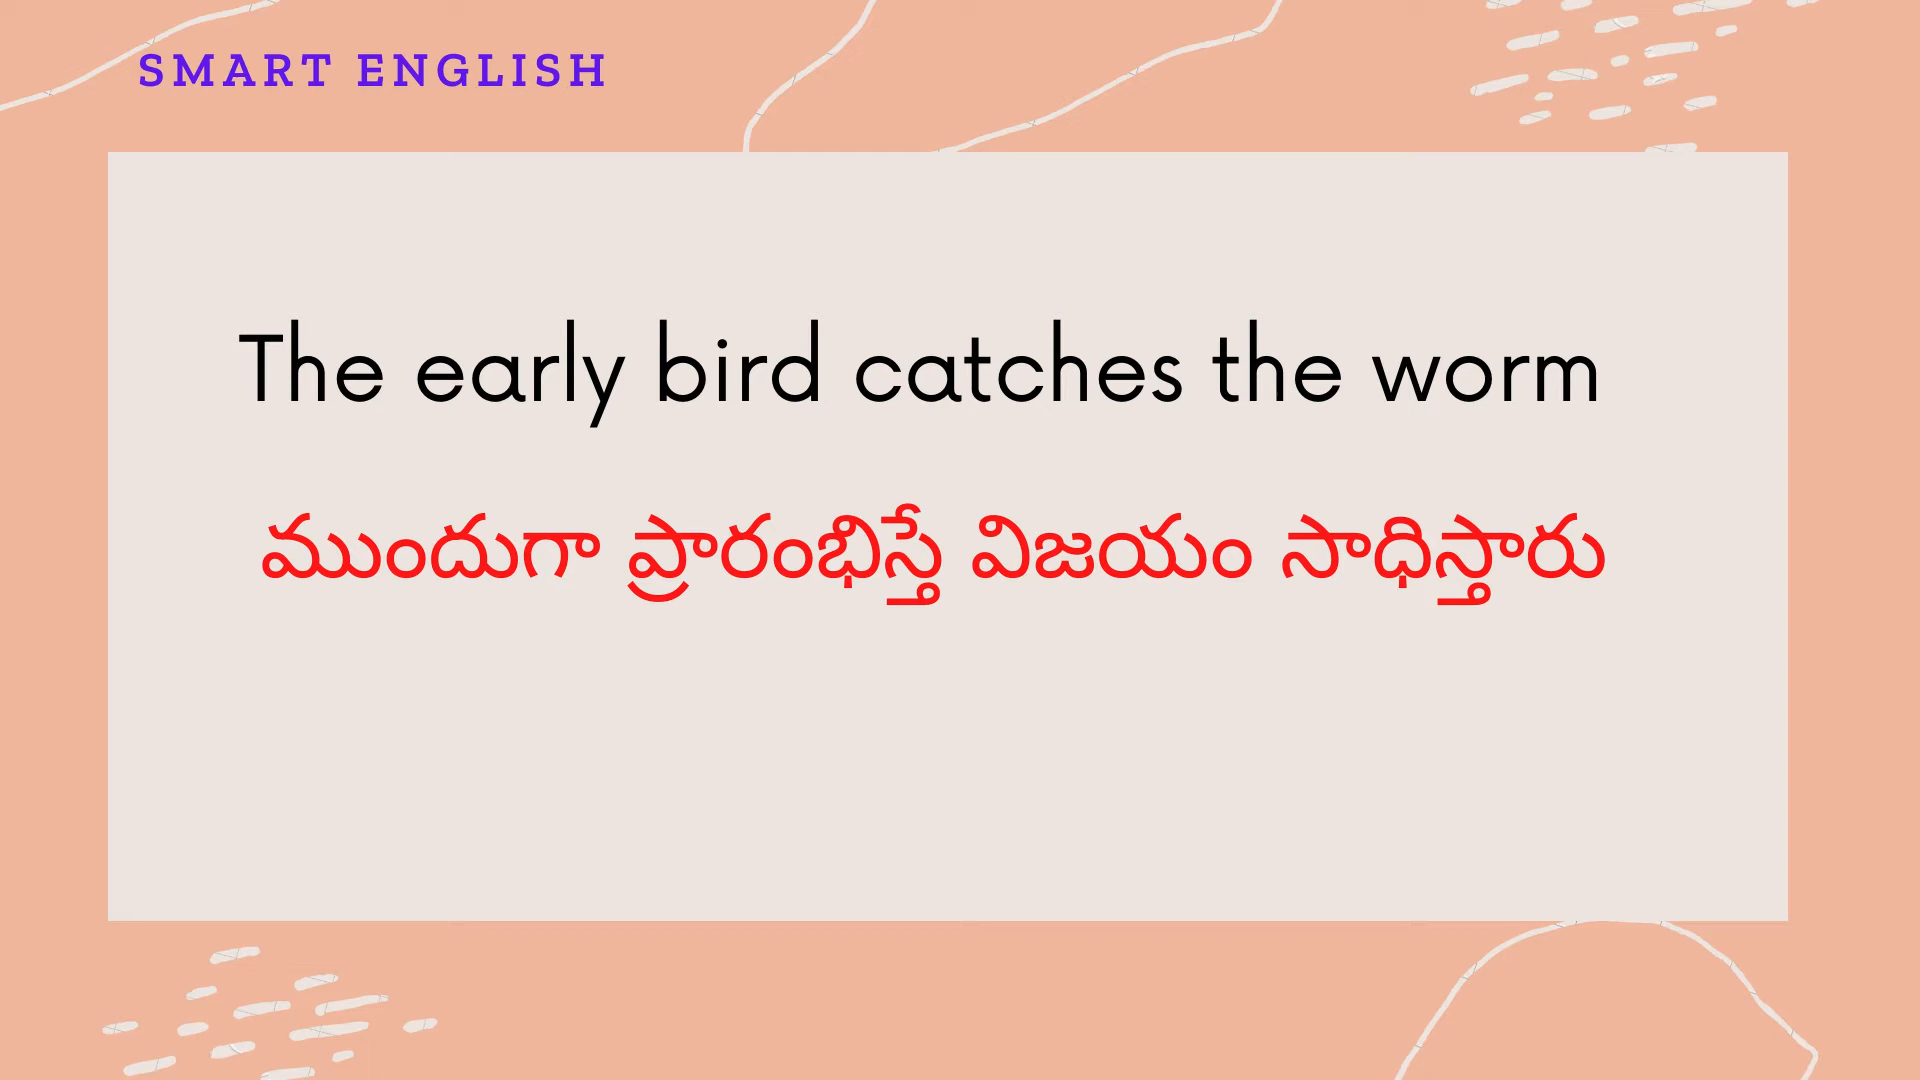 SMART ENGLISH
The early bird catches the worm
ముందుగా ప్రారంభిస్తే విజయం సాధిస్తారు